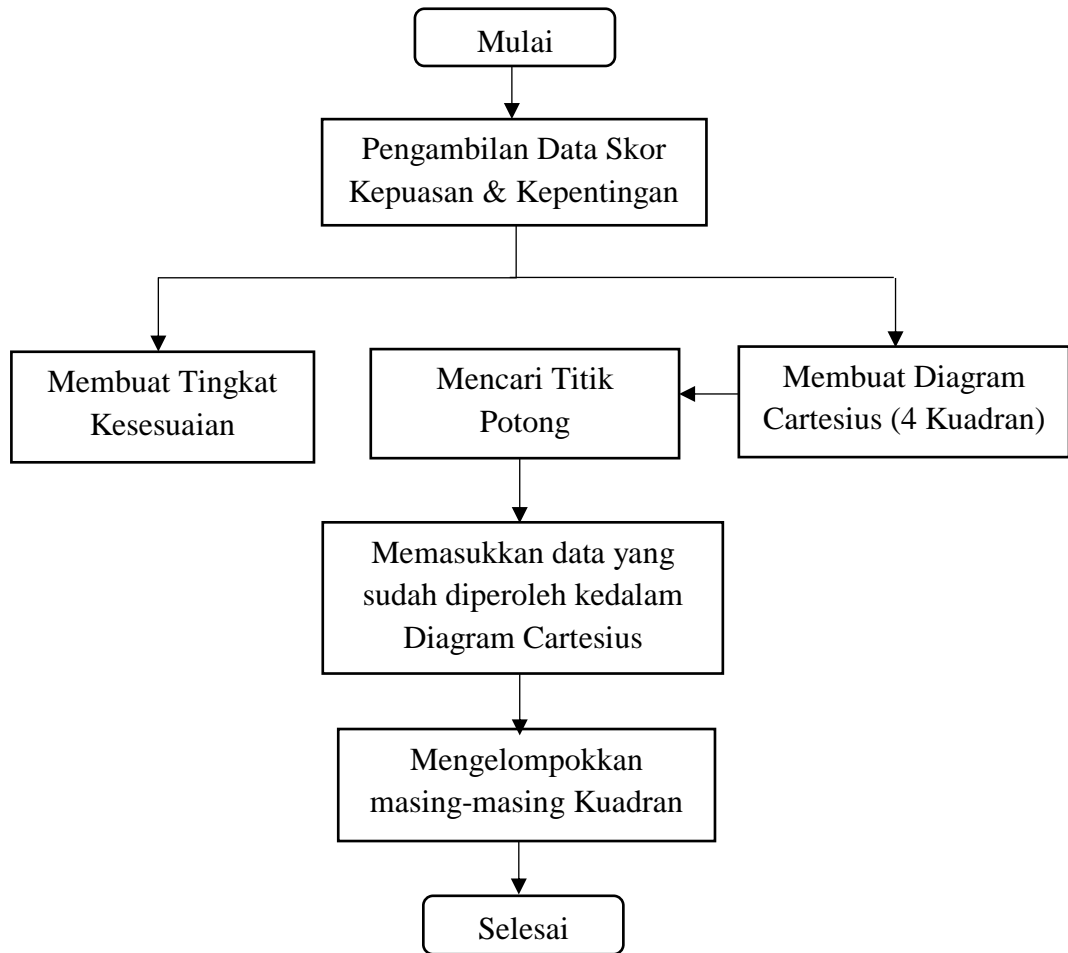 Mulai
Pengambilan Data Skor
Kepuasan & Kepentingan
Membuat Tingkat
Kesesuaian
Mencari Titik
Potong
Membuat Diagram
Cartesius (4 Kuadran)
Memasukkan data yang
sudah diperoleh kedalam
Diagram Cartesius
Mengelompokkan
masing-masing Kuadran
Selesai